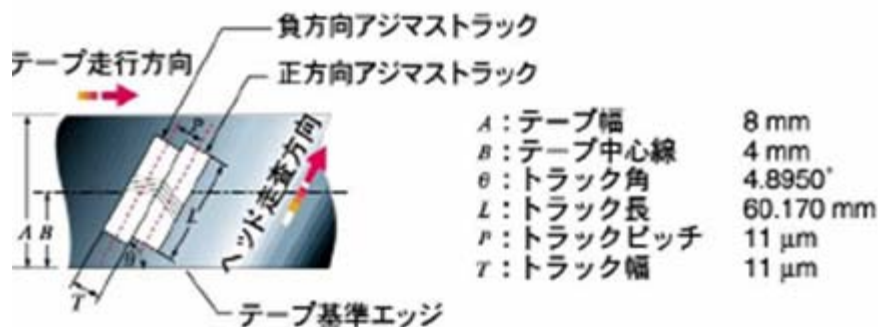 負方向アジマストラック
テープ走行方向
正方向アジマストラック
P
ヘッド走査方向
A B
L
θ
T
テープ基準エッジ
A：テープ幅 8 mm
B：テープ中心線 4 mm
θ：トラック角 4.8950°
L：トラック長 60.170 mm
P：トラックピッチ 11 μm
T：トラック幅 11 μm